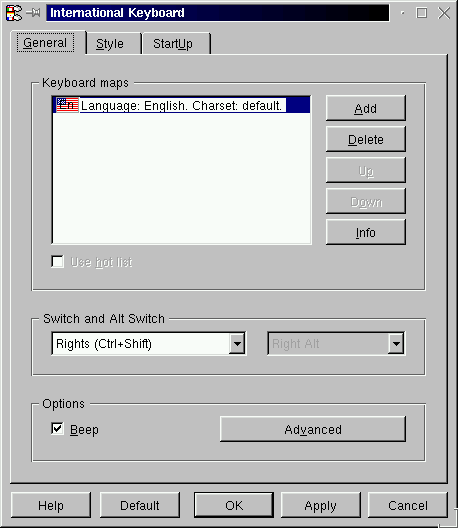 International Keyboard
General
Style
StartUp
Keyboard maps
Language: English. Charset: default.
Add
Delete
Up
Down
Info
Use hot list
Switch and Alt Switch
Rights (Ctrl+Shift)
Right Alt
Options
Beep
Advanced
Help
Default
OK
Apply
Cancel